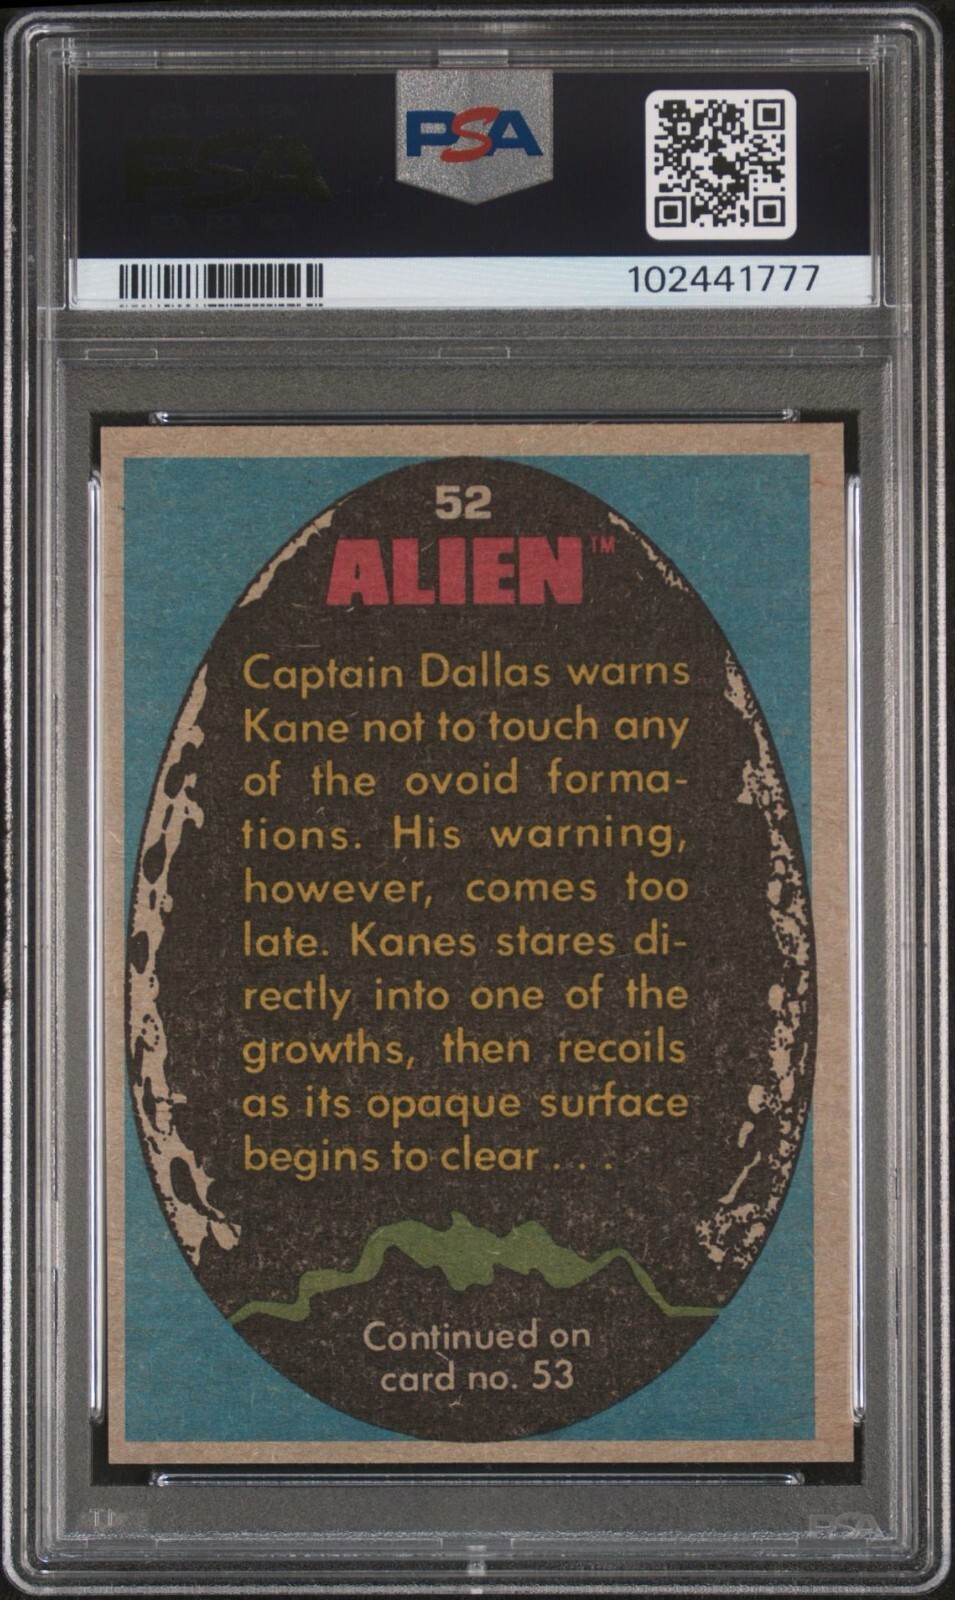 PSA
PSA
102441777
52
ALIEN™
Captain Dallas warns
Kane not to touch any
of the ovoid forma-
tions. His warning,
however, comes too
late. Kanes stares di-
rectly into one of the
growths, then recoils
as its opaque surface
begins to clear . . .
Continued on
card no. 53
PSA